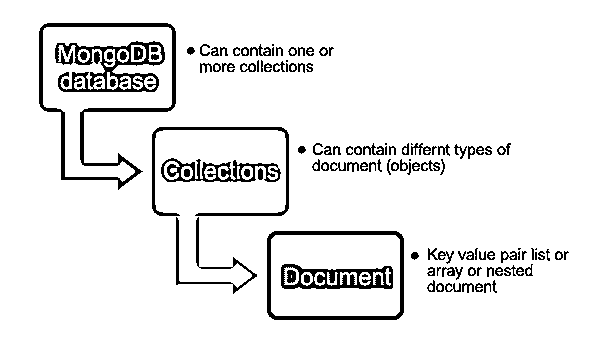 MongoDB
database
• Can contain one or
more collections
Collections
• Can contain differnt types of
document (objects)
Document
• Key value pair list or
array or nested
document